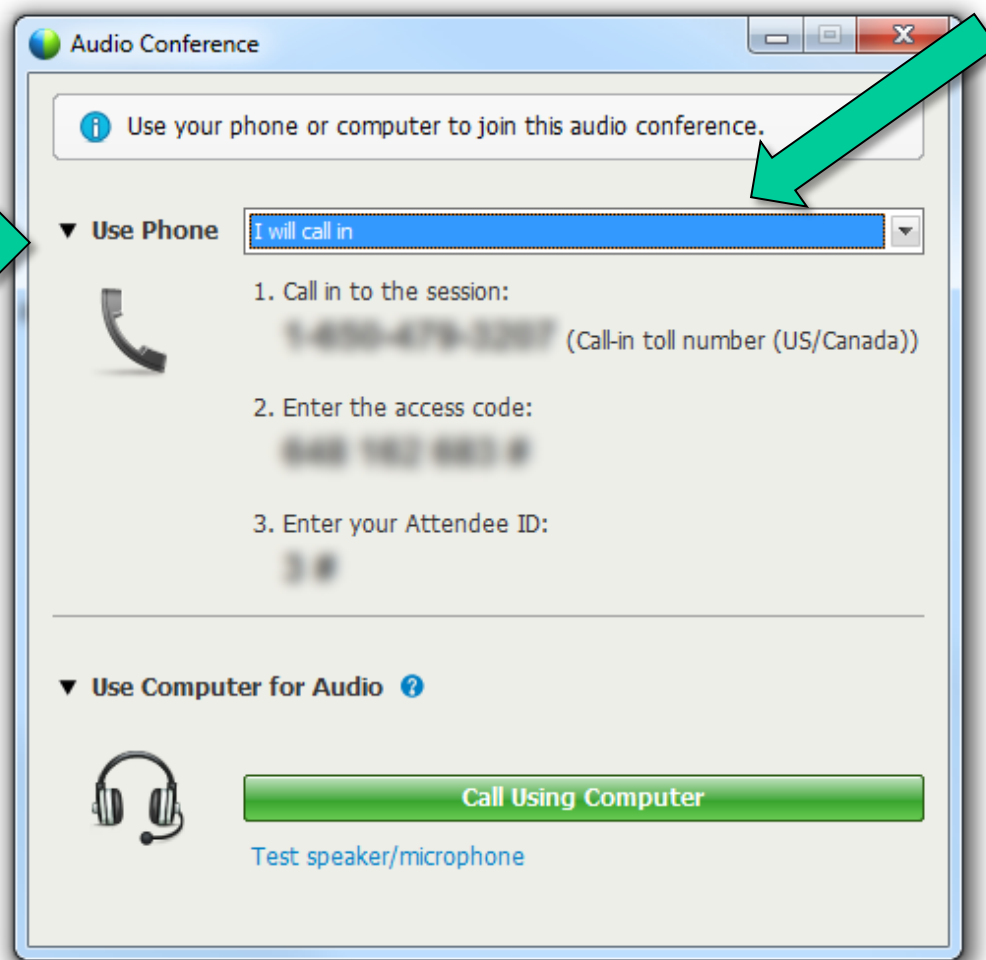 Audio Conference
Use your phone or computer to join this audio conference.
Use Phone
I will call in
1. Call in to the session:
(Call-in toll number (US/Canada))
2. Enter the access code:
3. Enter your Attendee ID:
Use Computer for Audio
Call Using Computer
Test speaker/microphone